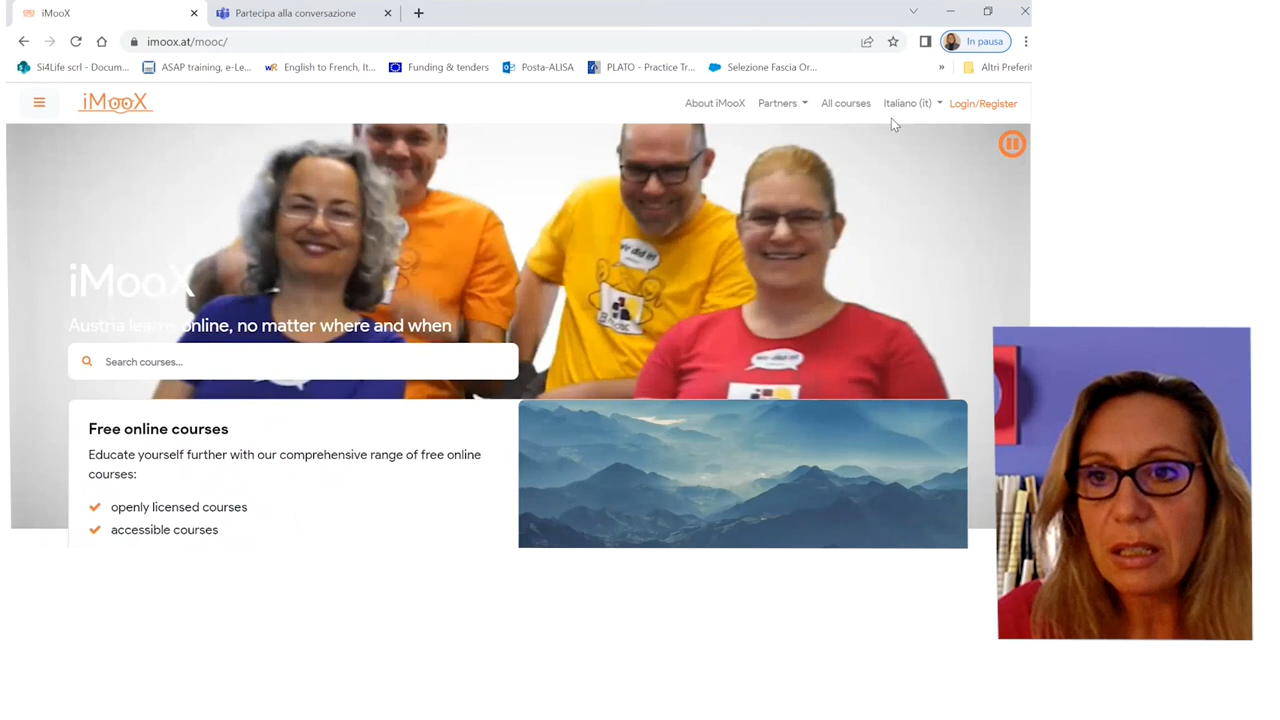 iMooX
Partecipa alla conversazione
imoox.at/mooc/
In pausa
Si4Life scrl - Docum...
ASAP training, e-Le...
English to French, It...
Funding & tenders
Posta-ALISA
PLATO - Practice Tr...
Selezione Fascia Or...
»
Altri Preferit
iMooX
About iMooX
Partners
All courses
Italiano (it)
Login/Register
iMooX
Austria learns online, no matter where and when
Search courses...
Free online courses
Educate yourself further with our comprehensive range of free online
courses:
openly licensed courses
accessible courses